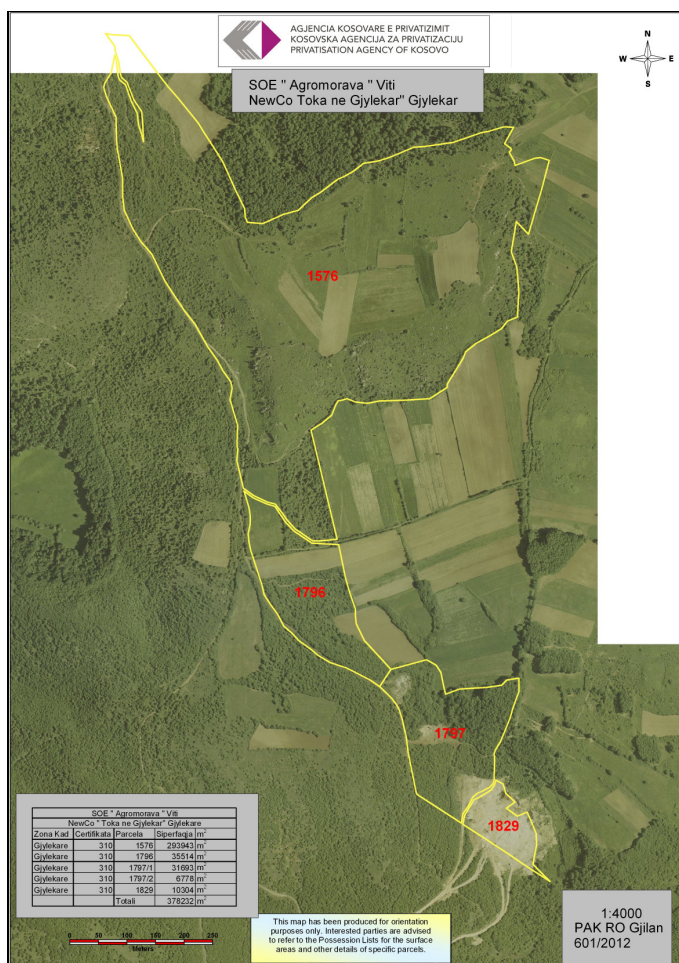 AGJENCIA KOSOVARE E PRIVATIZIMIT
KOSOVSKA AGENCIJA ZA PRIVATIZACIJU
PRIVATISATION AGENCY OF KOSOVO
N
W E
S
SOE " Agromorava " Viti
NewCo Toka ne Gjylekar" Gjylekar
1576
1796
1797
1829
SOE " Agromorava " Viti
NewCo " Toka ne Gjylekar" Gjylekare
Zona Kad Certifikata Parcela Siperfaqja m²
Gjylekare 310 1576 293943 m²
Gjylekare 310 1796 35514 m²
Gjylekare 310 1797/1 31693 m²
Gjylekare 310 1797/2 6778 m²
Gjylekare 310 1829 10304 m²
Totali 378232 m²
0 50 100 150 200 250
Meters
This map has been produced for orientation
purposes only. Interested parties are advised
to refer to the Possession Lists for the surface
areas and other details of specific parcels.
1:4000
PAK RO Gjilan
601/2012